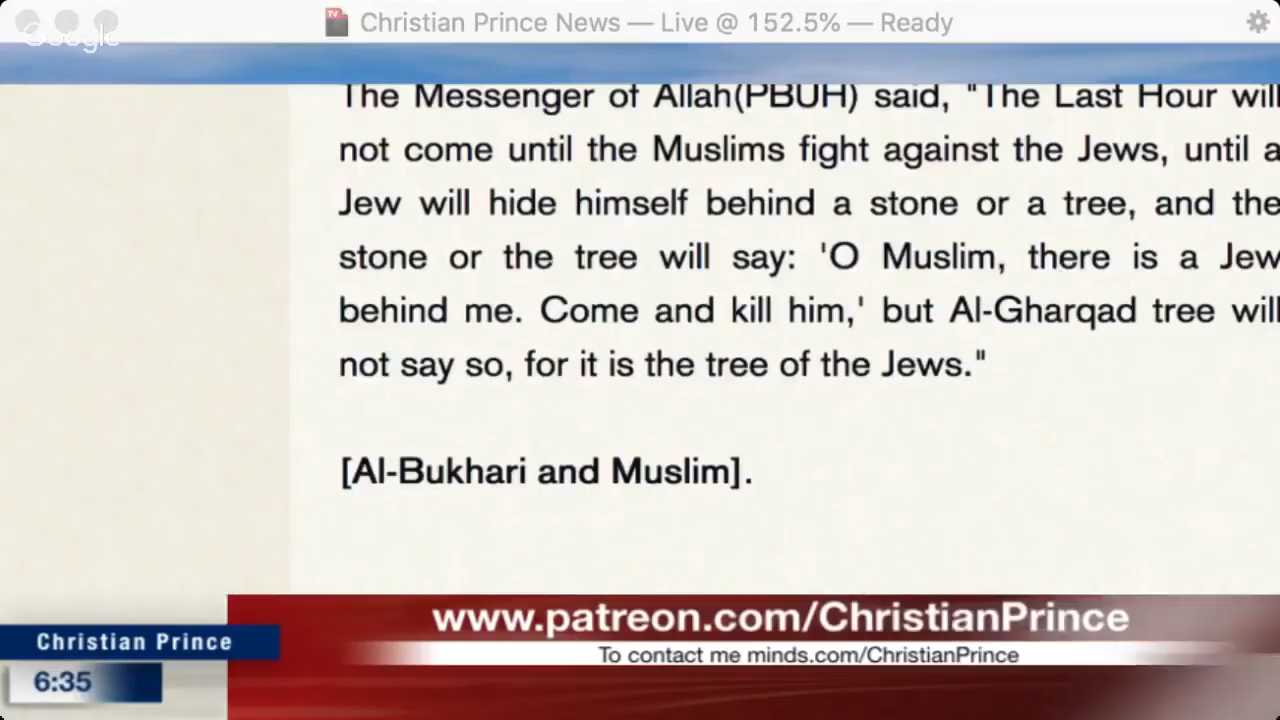 Google
Christian Prince News — Live @ 152.5% — Ready
The Messenger of Allah(PBUH) said, "The Last Hour will
not come until the Muslims fight against the Jews, until a
Jew will hide himself behind a stone or a tree, and the
stone or the tree will say: 'O Muslim, there is a Jew
behind me. Come and kill him,' but Al-Gharqad tree will
not say so, for it is the tree of the Jews."
[Al-Bukhari and Muslim].
www.patreon.com/ChristianPrince
To contact me minds.com/ChristianPrince
Christian Prince
6:35